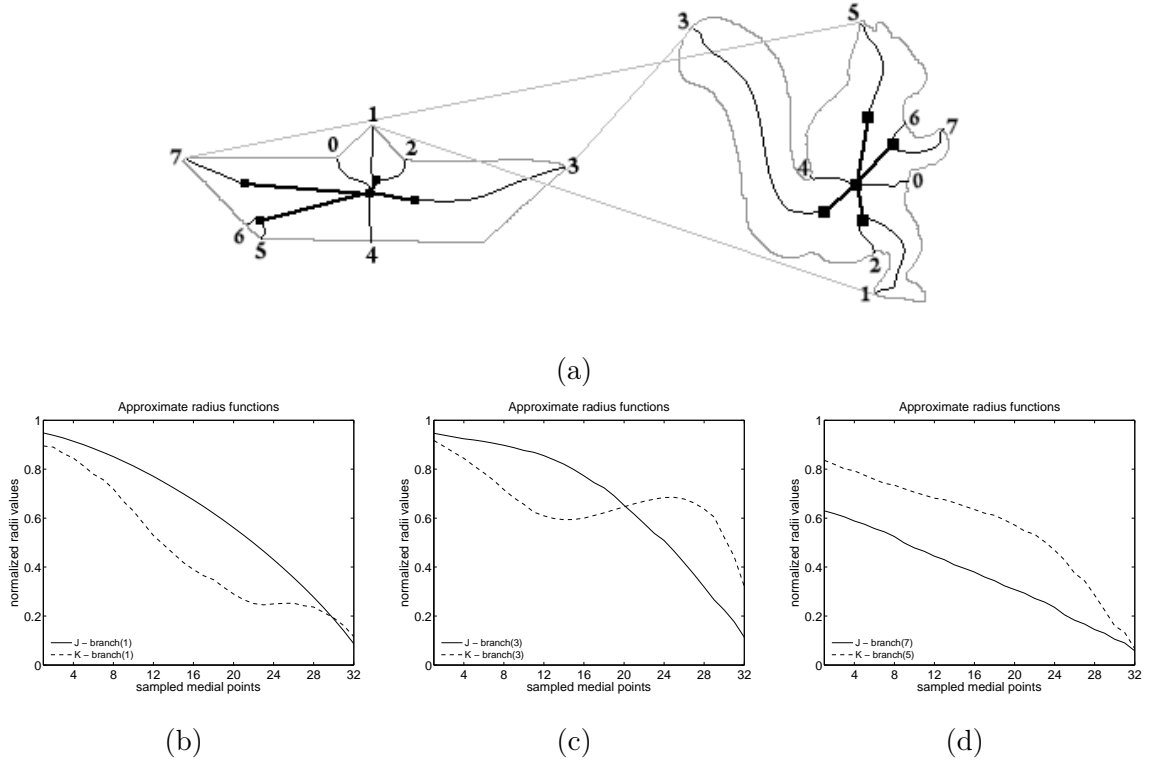 3
5
1
0
2
7
3
6
5
4
6
7
4
0
2
1
(a)
Approximate radius functions
1
0.8
0.6
0.4
0.2
0
normalized radii values
J − branch(1)
K − branch(1)
4 8 12 16 20 24 28 32
sampled medial points
(b)
Approximate radius functions
1
0.8
0.6
0.4
0.2
0
normalized radii values
J − branch(3)
K − branch(3)
4 8 12 16 20 24 28 32
sampled medial points
(c)
Approximate radius functions
1
0.8
0.6
0.4
0.2
0
normalized radii values
J − branch(7)
K − branch(5)
4 8 12 16 20 24 28 32
sampled medial points
(d)